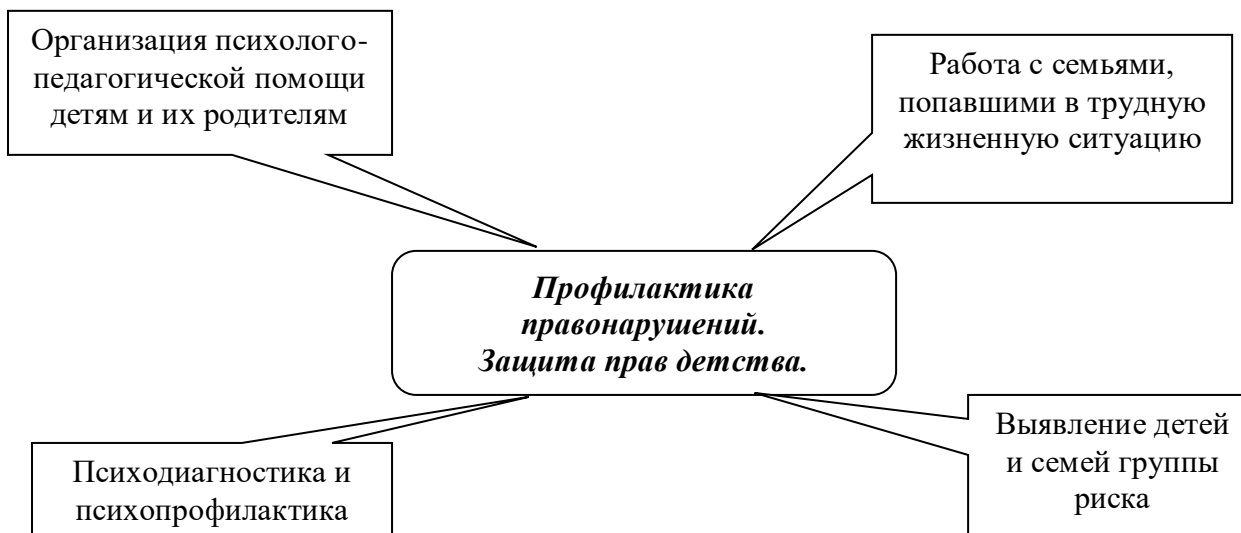 Организация психолого-
педагогической помощи
детям и их родителям
Работа с семьями,
попавшими в трудную
жизненную ситуацию
Профилактика
правонарушений.
Защита прав детства.
Психодиагностика и
психопрофилактика
Выявление детей
и семей группы
риска